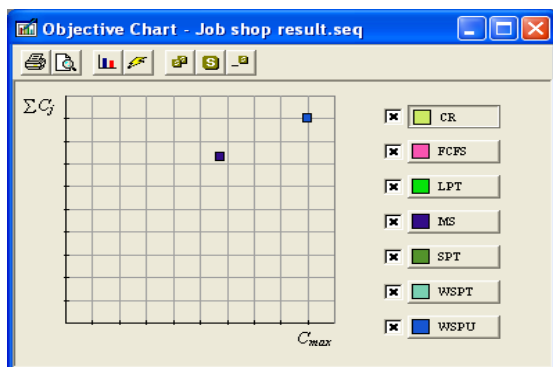 Objective Chart - Job shop result.seq
S
ΣCj
Cmax
CR
FCFS
LPT
MS
SPT
WSPT
WSPU